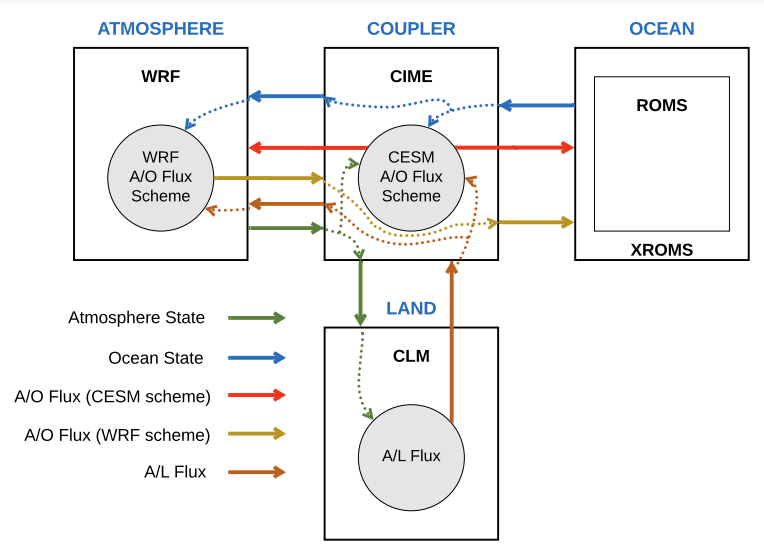 ATMOSPHERE
COUPLER
OCEAN
WRF
CIME
ROMS
WRF
A/O Flux
Scheme
CESM
A/O Flux
Scheme
XROMS
LAND
CLM
A/L Flux
Atmosphere State
Ocean State
A/O Flux (CESM scheme)
A/O Flux (WRF scheme)
A/L Flux